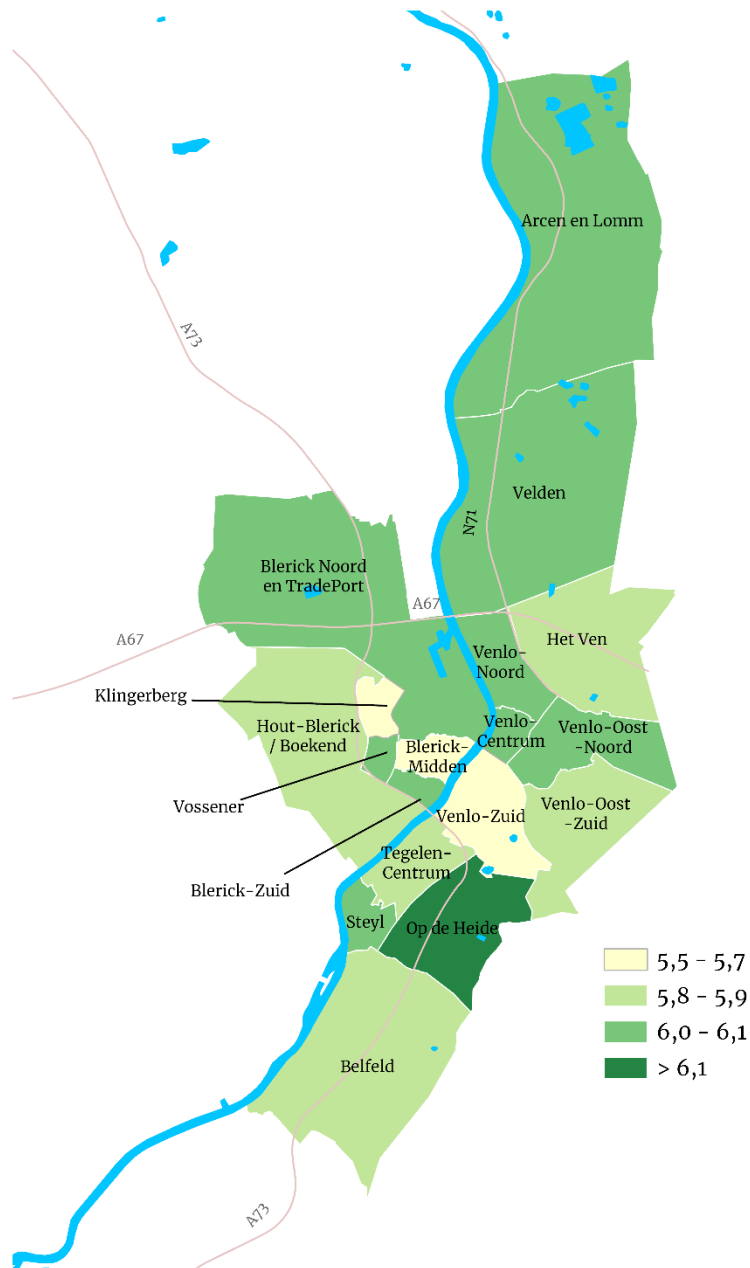 Arcen en Lomm
A73
Velden
N71
Blerick Noord
en TradePort
A67
A67
Het Ven
Venlo-
Noord
Klingerberg
Hout-Blerick
/ Boekend
Venlo-
Centrum
Venlo-Oost
-Noord
Blerick-
Midden
Vossener
Venlo-Zuid
Venlo-Oost
-Zuid
Tegelen-
Centrum
Blerick-Zuid
Steyl
Op de Heide
5,5 - 5,7
5,8 - 5,9
6,0 - 6,1
> 6,1
Belfeld
A73